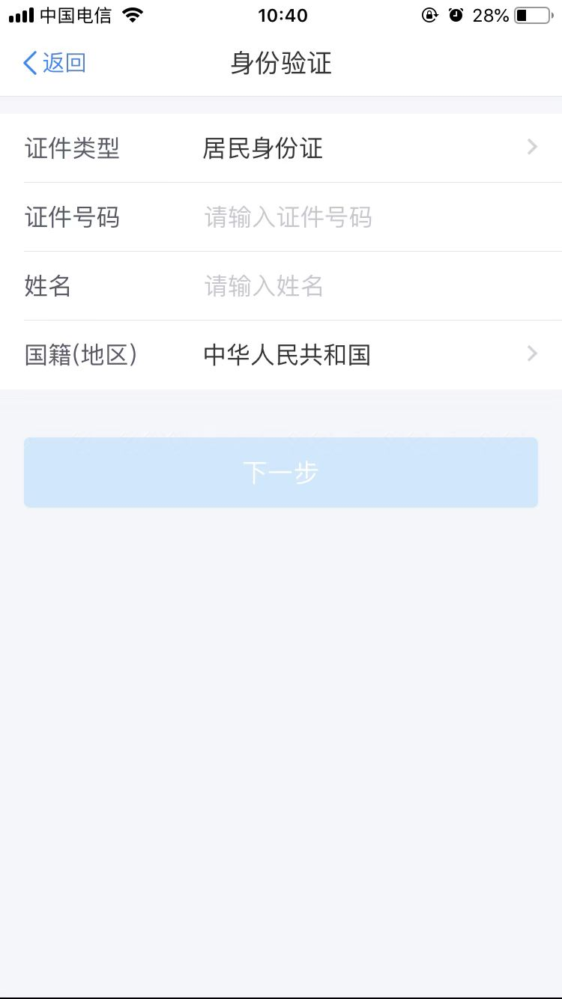 中国电信 10:40 28%
返回 身份验证
证件类型 居民身份证
证件号码 请输入证件号码
姓名 请输入姓名
国籍(地区) 中华人民共和国
下一步